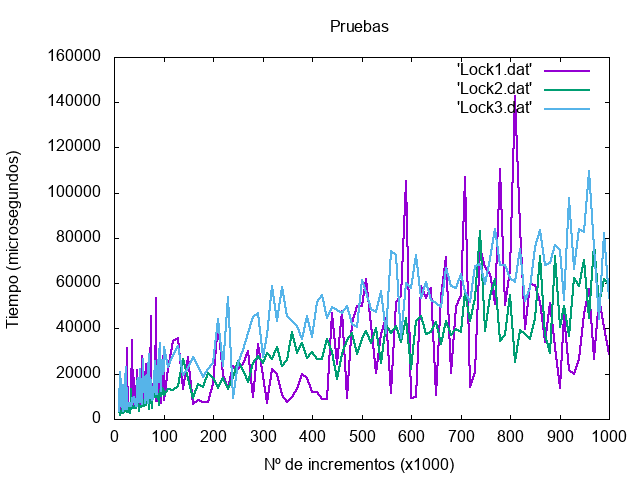 Pruebas
160000
140000
120000
100000
80000
60000
40000
20000
0
Tiempo (microsegundos)
'Lock1.dat'
'Lock2.dat'
'Lock3.dat'
0 100 200 300 400 500 600 700 800 900 1000
Nº de incrementos (x1000)